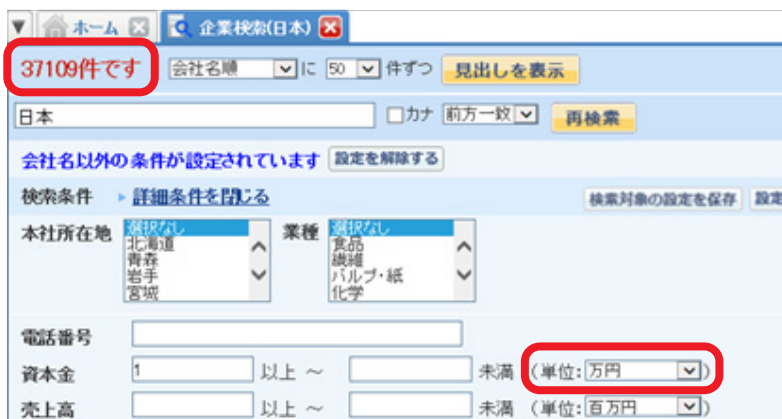 ▼ ホーム 企業検索(日本)
37109件です 会社名順 に 50 件ずつ 見出しを表示
日本 カナ 前方一致 再検索
会社名以外の条件が設定されています 設定を解除する
検索条件 詳細条件を閉じる 検索対象の設定を保存 設定
本社所在地 選択なし 業種 選択なし
北海道 食品
青森 繊維
岩手 パルプ・紙
宮城 化学
電話番号
資本金 1 以上 ~ 未満 (単位: 万円)
売上高 以上 ~ 未満 (単位: 百万円)